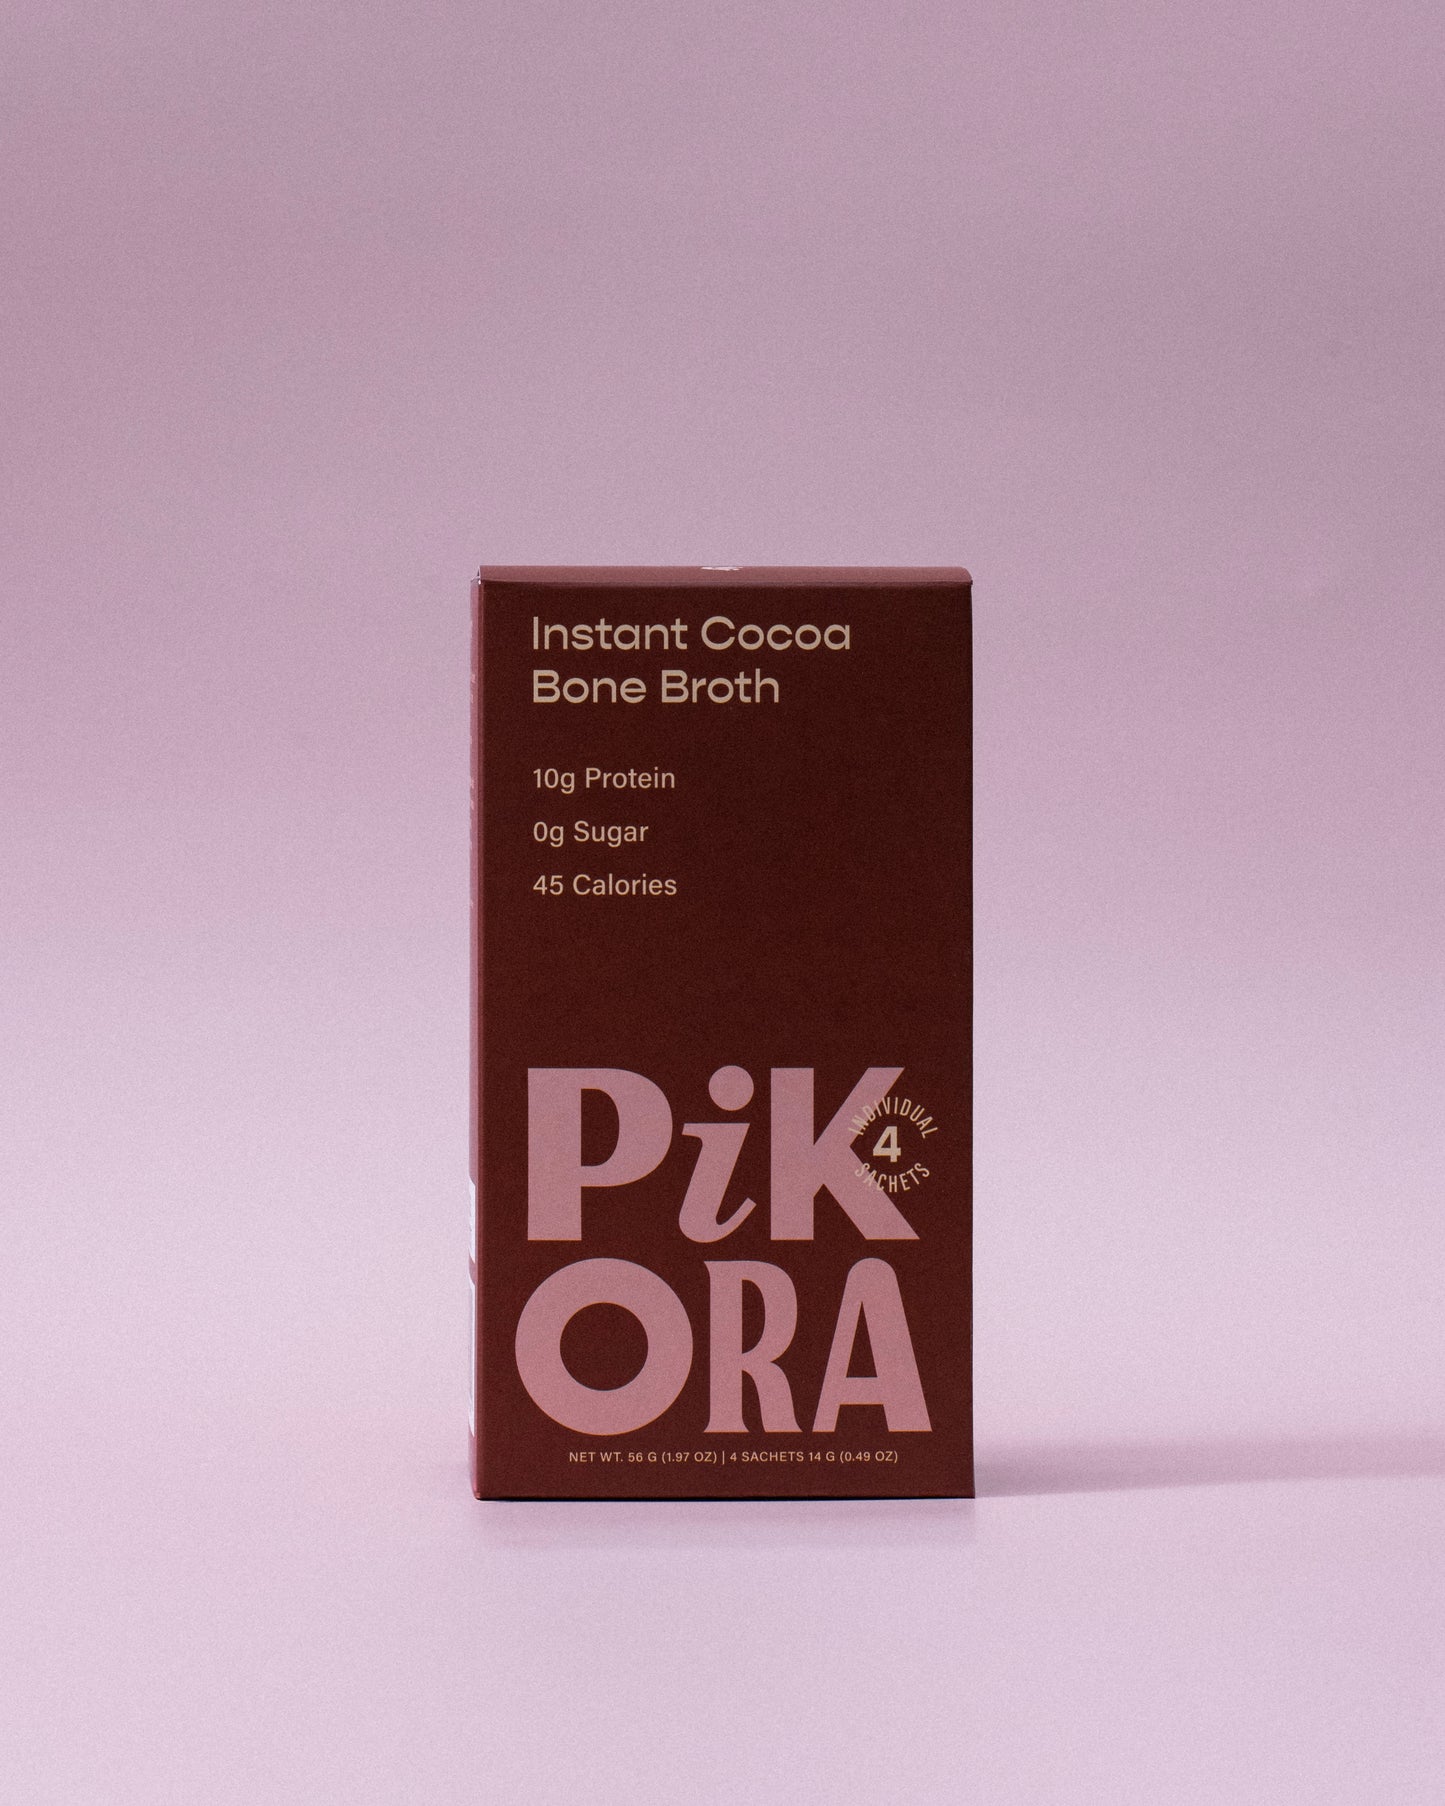 Instant Cocoa
Bone Broth
10g Protein
0g Sugar
45 Calories
PiK
INDIVIDUAL
4
SACHETS
ORA
NET WT. 56 G (1.97 OZ) | 4 SACHETS 14 G (0.49 OZ)